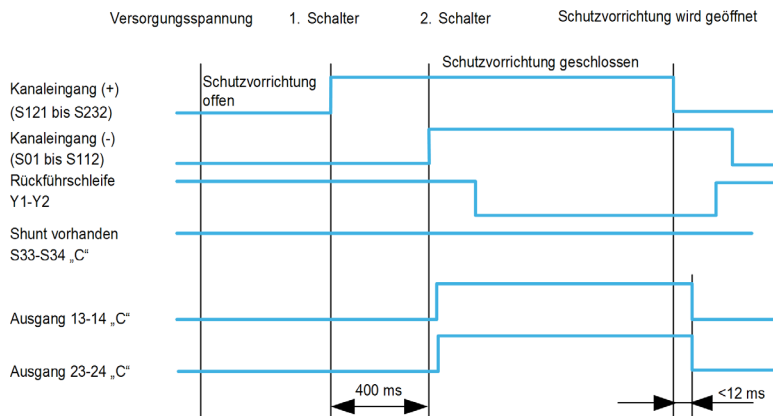 Versorgungsspannung 1. Schalter 2. Schalter Schutzvorrichtung wird geöffnet
Schutzvorrichtung geschlossen
Kanaleingang (+)
(S121 bis S232)
Schutzvorrichtung
offen
Kanaleingang (-)
(S01 bis S112)
Rückführschleife
Y1-Y2
Shunt vorhanden
S33-S34 „C“
Ausgang 13-14 „C“
Ausgang 23-24 „C“
400 ms
<12 ms